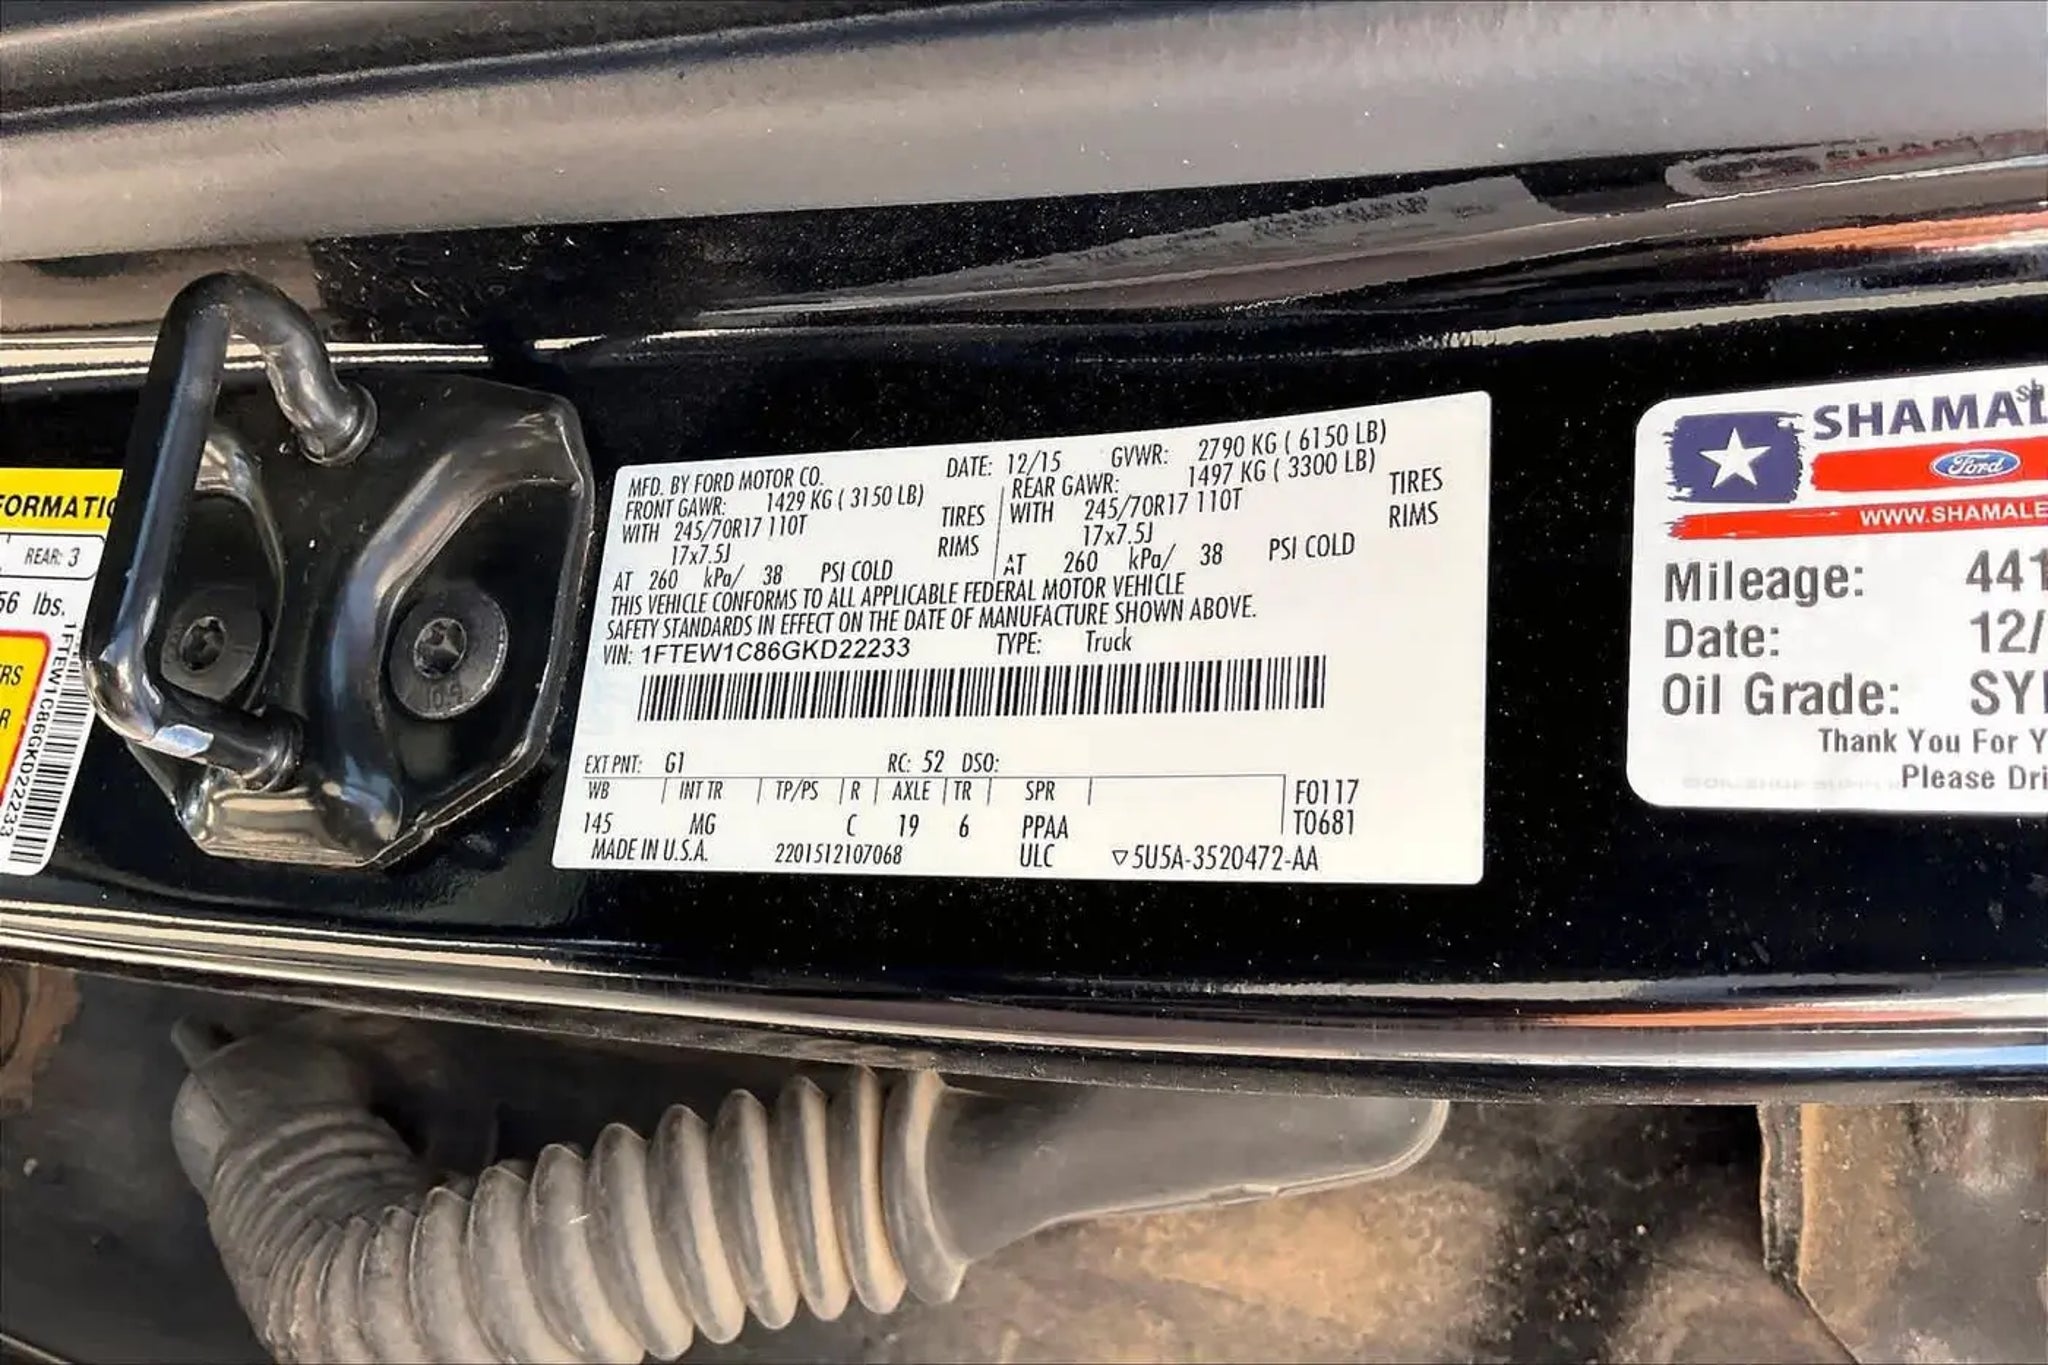 FORMATIO
REAR: 3
56 lbs.
1FTEW1C86GKD22233
RS
R
MFD. BY FORD MOTOR CO. DATE: 12/15 GVWR: 2790 KG ( 6150 LB)
FRONT GAWR: 1429 KG ( 3150 LB) REAR GAWR: 1497 KG ( 3300 LB)
WITH 245/70R17 110T TIRES WITH 245/70R17 110T TIRES
17x7.5J RIMS 17x7.5J RIMS
AT 260 kPa/ 38 PSI COLD AT 260 kPa/ 38 PSI COLD
THIS VEHICLE CONFORMS TO ALL APPLICABLE FEDERAL MOTOR VEHICLE
SAFETY STANDARDS IN EFFECT ON THE DATE OF MANUFACTURE SHOWN ABOVE.
VIN: 1FTEW1C86GKD22233 TYPE: Truck
EXT PNT: G1 RC: 52 DSO:
WB INT TR TP/PS R AXLE TR SPR F0117
145 MG C 19 6 PPAA T0681
MADE IN U.S.A. 2201512107068 ULC ▽5U5A-3520472-AA
SHAMAL
Ford
WWW.SHAMALE
Mileage: 441
Date: 12/
Oil Grade: SY
Thank You For Y
Please Dri